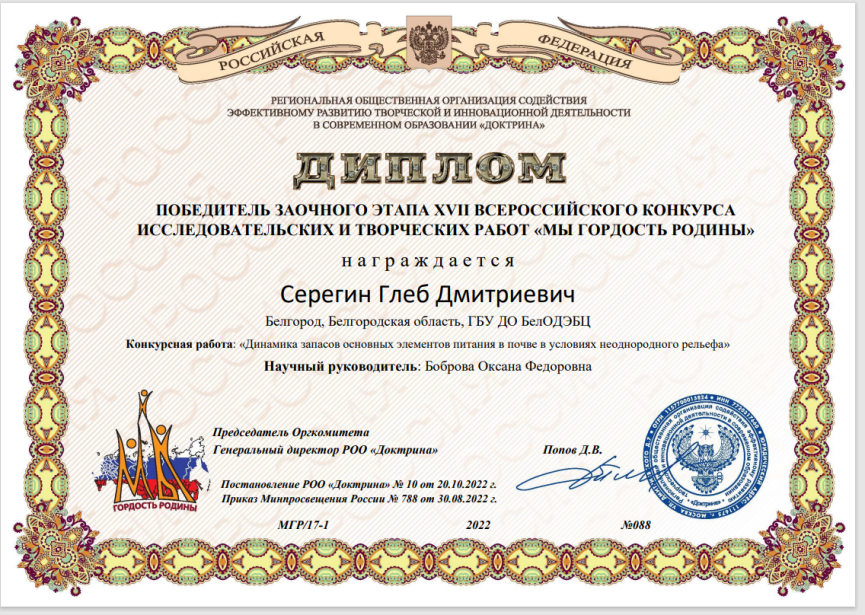 РОССИЙСКАЯ ФЕДЕРАЦИЯ
РЕГИОНАЛЬНАЯ ОБЩЕСТВЕННАЯ ОРГАНИЗАЦИЯ СОДЕЙСТВИЯ
ЭФФЕКТИВНОМУ РАЗВИТИЮ ТВОРЧЕСКОЙ И ИННОВАЦИОННОЙ ДЕЯТЕЛЬНОСТИ
В СОВРЕМЕННОМ ОБРАЗОВАНИИ «ДОКТРИНА»
ДИПЛОМ
ПОБЕДИТЕЛЬ ЗАОЧНОГО ЭТАПА XVII ВСЕРОССИЙСКОГО КОНКУРСА
ИССЛЕДОВАТЕЛЬСКИХ И ТВОРЧЕСКИХ РАБОТ «МЫ ГОРДОСТЬ РОДИНЫ»
награждается
Серегин Глеб Дмитриевич
Белгород, Белгородская область, ГБУ ДО БелОДЭБЦ
Конкурсная работа: «Динамика запасов основных элементов питания в почве в условиях неоднородного рельефа»
Научный руководитель: Боброва Оксана Федоровна
Председатель Оргкомитета
Генеральный директор РОО «Доктрина» Попов Д.В.
Постановление РОО «Доктрина» № 10 от 20.10.2022 г.
Приказ Минпросвещения России № 788 от 30.08.2022 г.
ГОРДОСТЬ РОДИНЫ
МГР/17-1 2022 №088